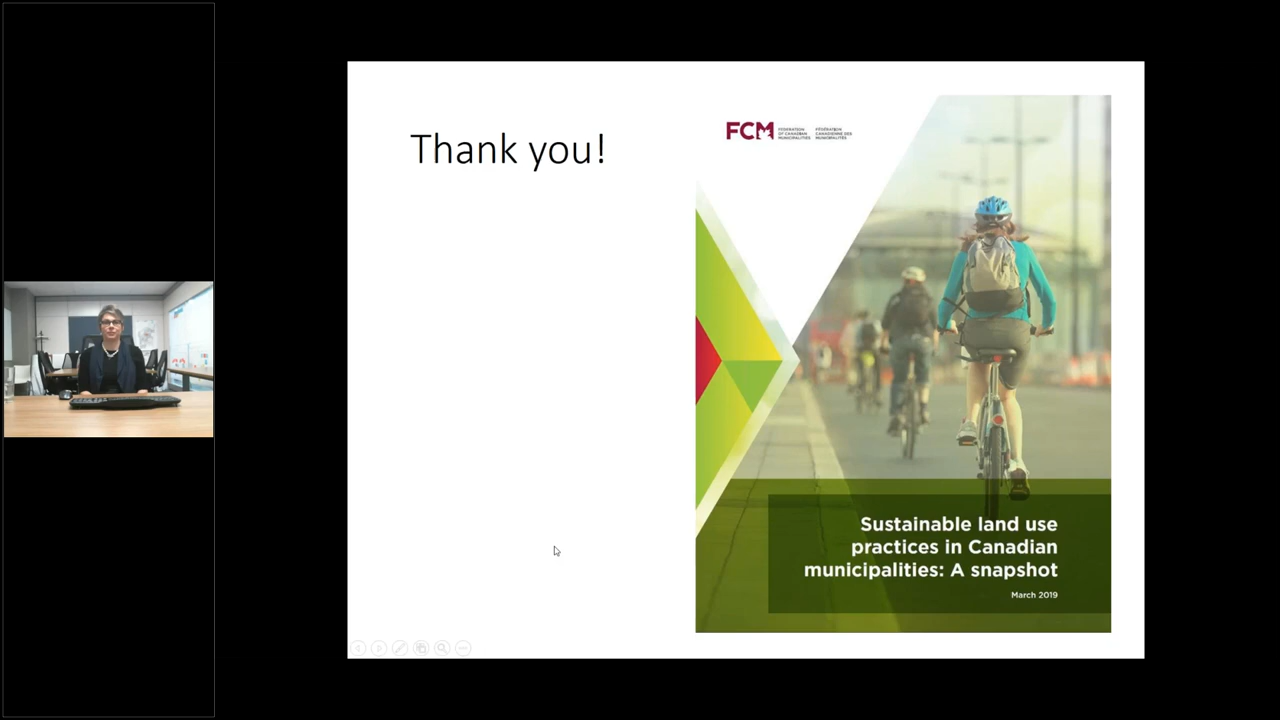 Thank you!
FCM
FEDERATION
OF CANADIAN
MUNICIPALITIES
FÉDÉRATION
CANADIENNE DES
MUNICIPALITÉS
Sustainable land use
practices in Canadian
municipalities: A snapshot
March 2019